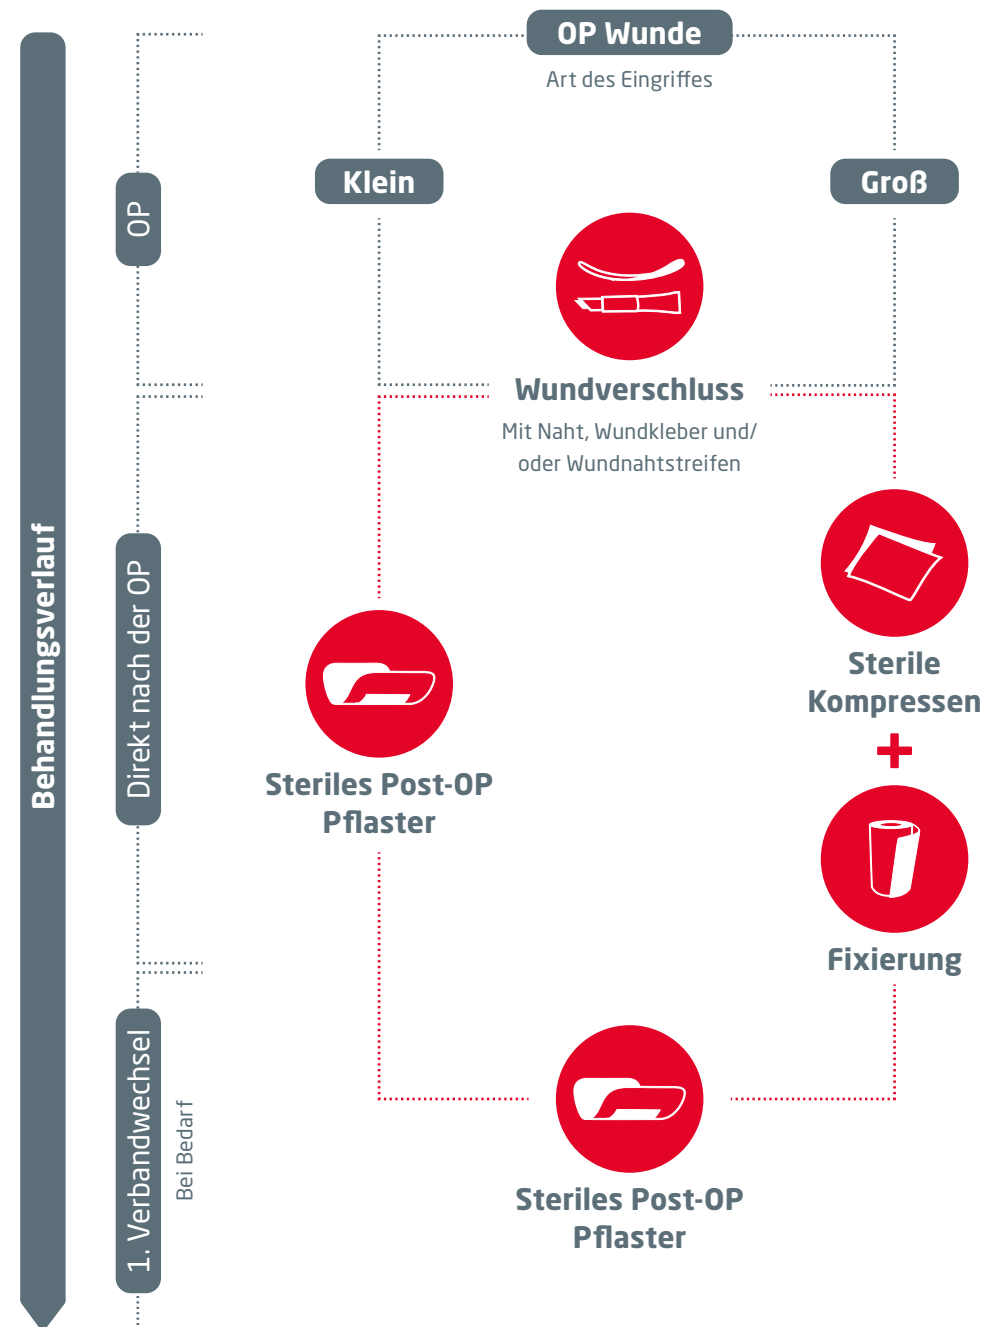 OP Wunde
Art des Eingriffes
Klein
Groß
OP
Wundverschluss
Mit Naht, Wundkleber und/
oder Wundnahtstreifen
Behandlungsverlauf
Direkt nach der OP
Sterile
Kompressen
+
Steriles Post-OP
Pflaster
Fixierung
1. Verbandwechsel
Bei Bedarf
Steriles Post-OP
Pflaster